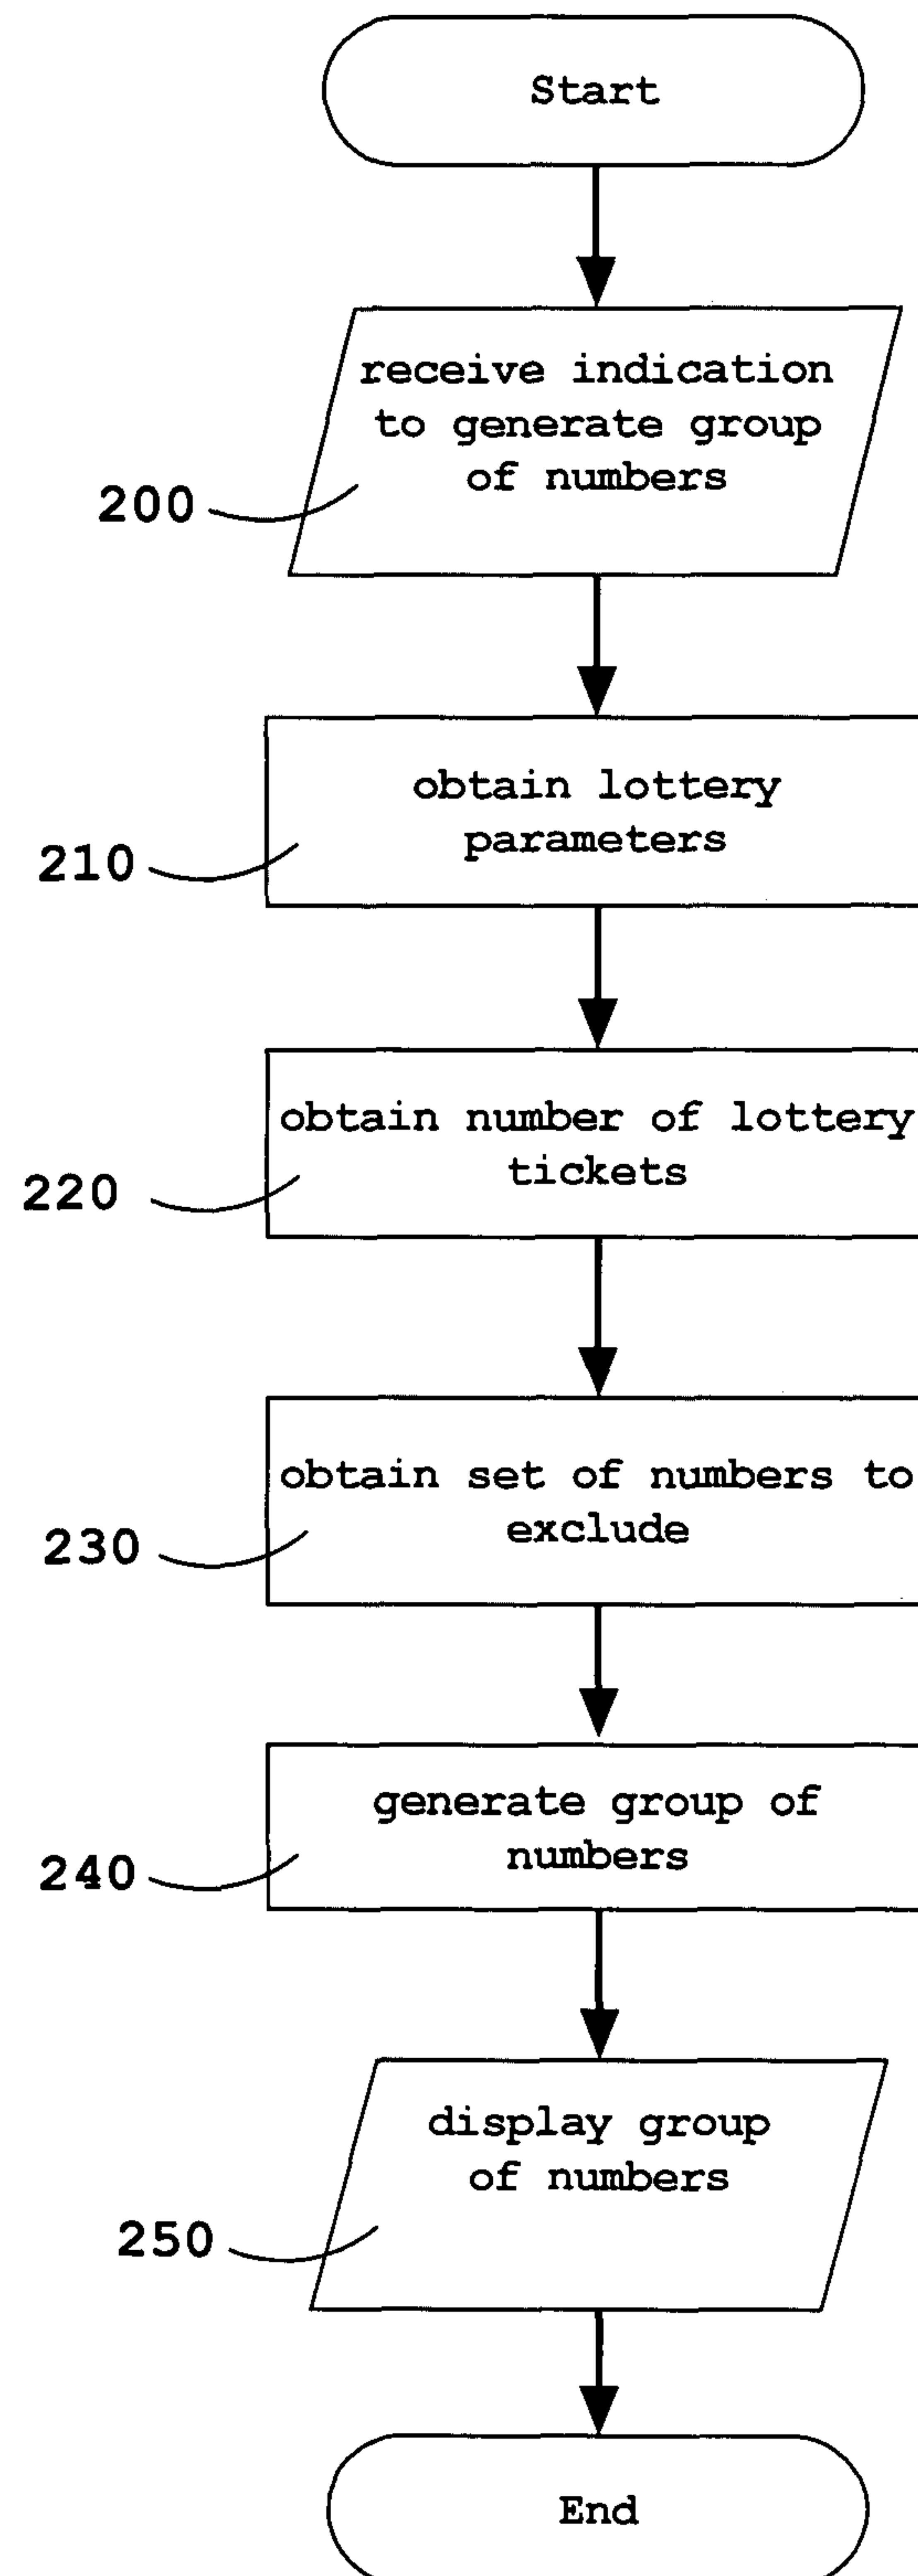 Start
receive indication
to generate group
of numbers
200
obtain lottery
parameters
210
obtain number of lottery
tickets
220
obtain set of numbers to
exclude
230
generate group of
numbers
240
display group
of numbers
250
End